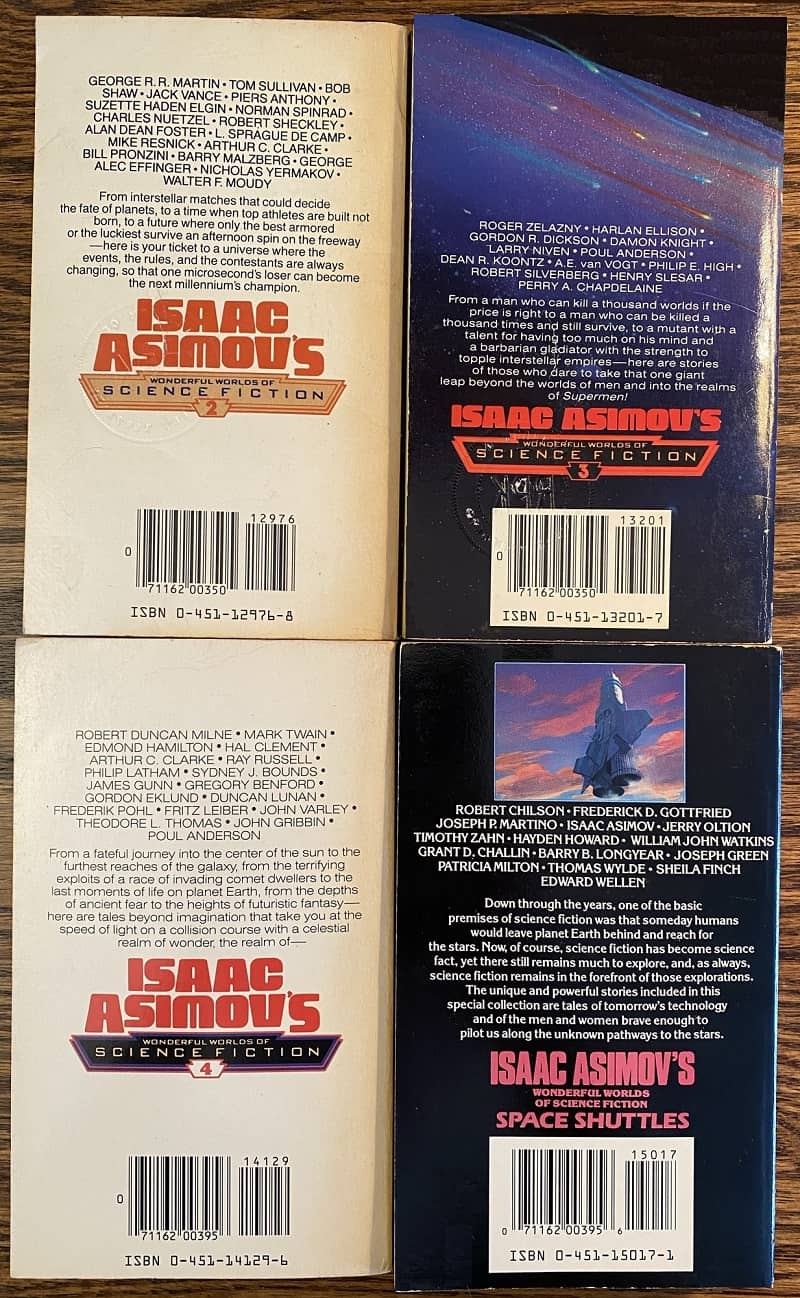 GEORGE R. R. MARTIN • TOM SULLIVAN • BOB
SHAW • JACK VANCE • PIERS ANTHONY •
SUZETTE HADEN ELGIN • NORMAN SPINRAD •
CHARLES NUETZEL • ROBERT SHECKLEY •
ALAN DEAN FOSTER • L. SPRAGUE DE CAMP •
MIKE RESNICK • ARTHUR C. CLARKE •
BILL PRONZINI • BARRY MALZBERG • GEORGE
ALEC EFFINGER • NICHOLAS YERMAKOV •
WALTER F. MOUDY
From interstellar matches that could decide
the fate of planets, to a time when top athletes are built not
born, to a future where only the best armored
or the luckiest survive an afternoon spin on the freeway
—here is your ticket to a universe where the
events, the rules, and the contestants are always
changing, so that one microsecond's loser can become
the next millennium's champion.
ISAAC
ASIMOV'S
WONDERFUL WORLDS OF
SCIENCE FICTION
2
12976
0
71162 00350
ISBN 0-451-12976-8
ROGER ZELAZNY • HARLAN ELLISON •
GORDON R. DICKSON • DAMON KNIGHT •
LARRY NIVEN • POUL ANDERSON •
DEAN R. KOONTZ • A.E. van VOGT • PHILIP E. HIGH •
ROBERT SILVERBERG • HENRY SLESAR •
PERRY A. CHAPDELAINE
From a man who can kill a thousand worlds if the
price is right to a man who can be killed a
thousand times and still survive, to a mutant with a
talent for having too much on his mind and
a barbarian gladiator with the strength to
topple interstellar empires—here are stories
of those who dare to take that one giant
leap beyond the worlds of men and into the realms
of Supermen!
ISAAC ASIMOV'S
WONDERFUL WORLDS OF
SCIENCE FICTION
3
13201
0
71162 00350
ISBN 0-451-13201-7
ROBERT DUNCAN MILNE • MARK TWAIN •
EDMOND HAMILTON • HAL CLEMENT •
ARTHUR C. CLARKE • RAY RUSSELL •
PHILIP LATHAM • SYDNEY J. BOUNDS •
JAMES GUNN • GREGORY BENFORD •
GORDON EKLUND • DUNCAN LUNAN •
FREDERIK POHL • FRITZ LEIBER • JOHN VARLEY •
THEODORE L. THOMAS • JOHN GRIBBIN •
POUL ANDERSON
From a fateful journey into the center of the sun to the
furthest reaches of the galaxy, from the terrifying
exploits of a race of invading comet dwellers to the
last moments of life on planet Earth, from the depths
of ancient fear to the heights of futuristic fantasy—
here are tales beyond imagination that take you at the
speed of light on a collision course with a celestial
realm of wonder, the realm of—
ISAAC
ASIMOV'S
WONDERFUL WORLDS OF
SCIENCE FICTION
4
14129
0
71162 00395
ISBN 0-451-14129-6
ROBERT CHILSON • FREDERICK D. GOTTFRIED
JOSEPH P. MARTINO • ISAAC ASIMOV • JERRY OLTION
TIMOTHY ZAHN • HAYDEN HOWARD • WILLIAM JOHN WATKINS
GRANT D. CHALLIN • BARRY B. LONGYEAR • JOSEPH GREEN
PATRICIA MILTON • THOMAS WYLDE • SHEILA FINCH
EDWARD WELLEN
Down through the years, one of the basic
premises of science fiction was that someday humans
would leave planet Earth behind and reach for
the stars. Now, of course, science fiction has become science
fact, yet there still remains much to explore, and, as always,
science fiction remains in the forefront of those explorations.
The unique and powerful stories included in this
special collection are tales of tomorrow's technology
and of the men and women brave enough to
pilot us along the unknown pathways to the stars.
ISAAC ASIMOV'S
WONDERFUL WORLDS
OF SCIENCE FICTION
SPACE SHUTTLES
15017
0 71162 00395 6
ISBN 0-451-15017-1